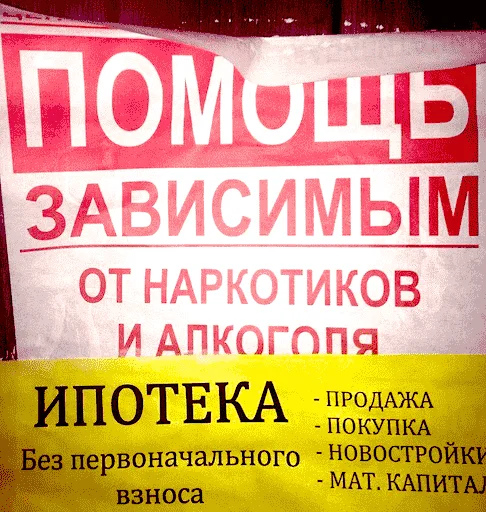 ПОМОЩЬ
ЗАВИСИМЫМ
ОТ НАРКОТИКОВ
И АЛКОГОЛЯ
ИПОТЕКА
Без первоначального
взноса
- ПРОДАЖА
- ПОКУПКА
- НОВОСТРОЙКИ
- МАТ. КАПИТАЛ